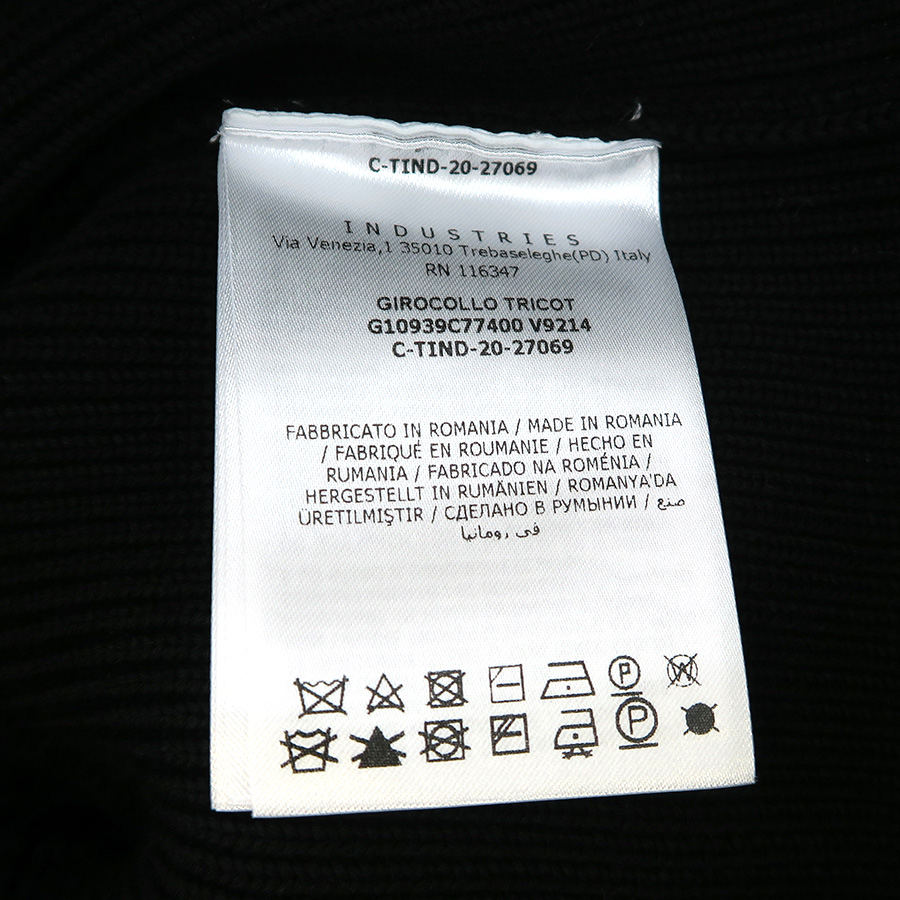 C-TIND-20-27069
INDUSTRIES
Via Venezia,1 35010 Trebaseleghe(PD) Italy
RN 116347
GIROCOLLO TRICOT
G10939C77400 V9214
C-TIND-20-27069
FABBRICATO IN ROMANIA / MADE IN ROMANIA
/ FABRIQUÉ EN ROUMANIE / HECHO EN
RUMANIA / FABRICADO NA ROMÉNIA /
HERGESTELLT IN RUMÄNIEN / ROMANYA'DA
ÜRETILMIŞTIR / СДЕЛАНО В РУМЫНИИ / صنع
في رومانيا
P W
P